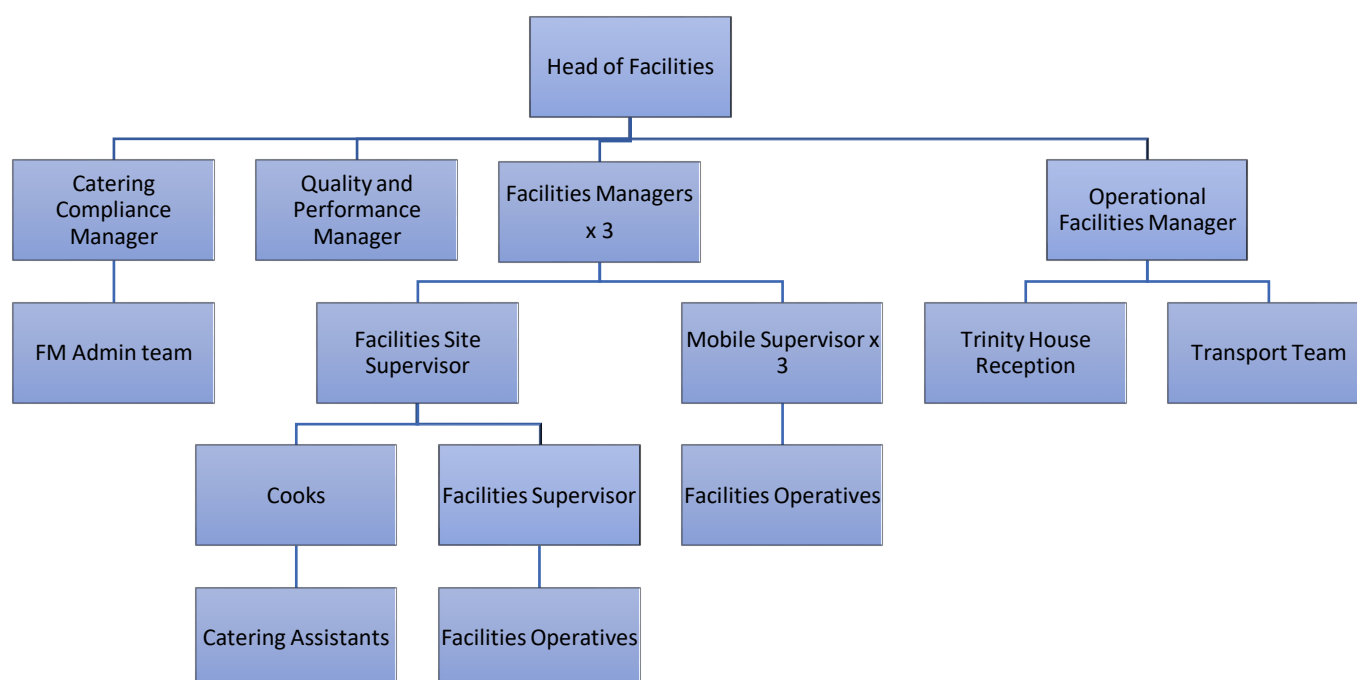 Head of Facilities
Catering
Compliance
Manager
Quality and
Performance
Manager
Facilities Managers
x 3
Operational
Facilities Manager
FM Admin team
Facilities Site
Supervisor
Mobile Supervisor x
3
Trinity House
Reception
Transport Team
Cooks
Facilities Supervisor
Facilities Operatives
Catering Assistants
Facilities Operatives